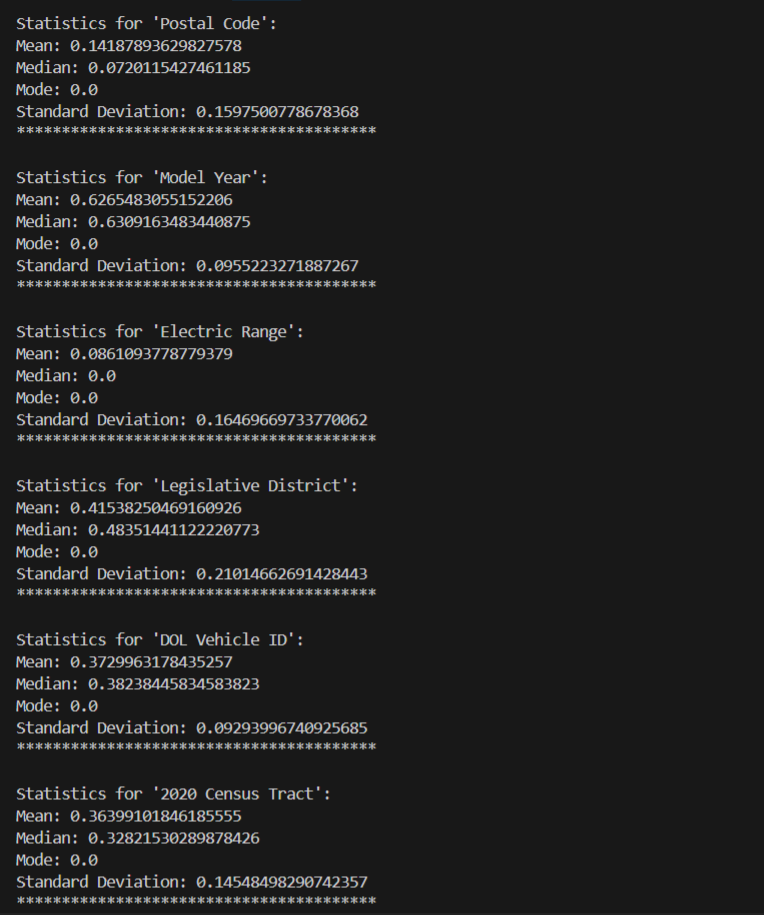 Statistics for 'Postal Code':
Mean: 0.14187893629827578
Median: 0.0720115427461185
Mode: 0.0
Standard Deviation: 0.1597500778678368
****************************************
Statistics for 'Model Year':
Mean: 0.6265483055152206
Median: 0.6309163483440875
Mode: 0.0
Standard Deviation: 0.0955223271887267
****************************************
Statistics for 'Electric Range':
Mean: 0.0861093778779379
Median: 0.0
Mode: 0.0
Standard Deviation: 0.16469669733770062
****************************************
Statistics for 'Legislative District':
Mean: 0.41538250469160926
Median: 0.48351441122220773
Mode: 0.0
Standard Deviation: 0.21014662691428443
****************************************
Statistics for 'DOL Vehicle ID':
Mean: 0.3729963178435257
Median: 0.38238445834583823
Mode: 0.0
Standard Deviation: 0.09293996740925685
****************************************
Statistics for '2020 Census Tract':
Mean: 0.36399101846185555
Median: 0.32821530289878426
Mode: 0.0
Standard Deviation: 0.14548498290742357
****************************************